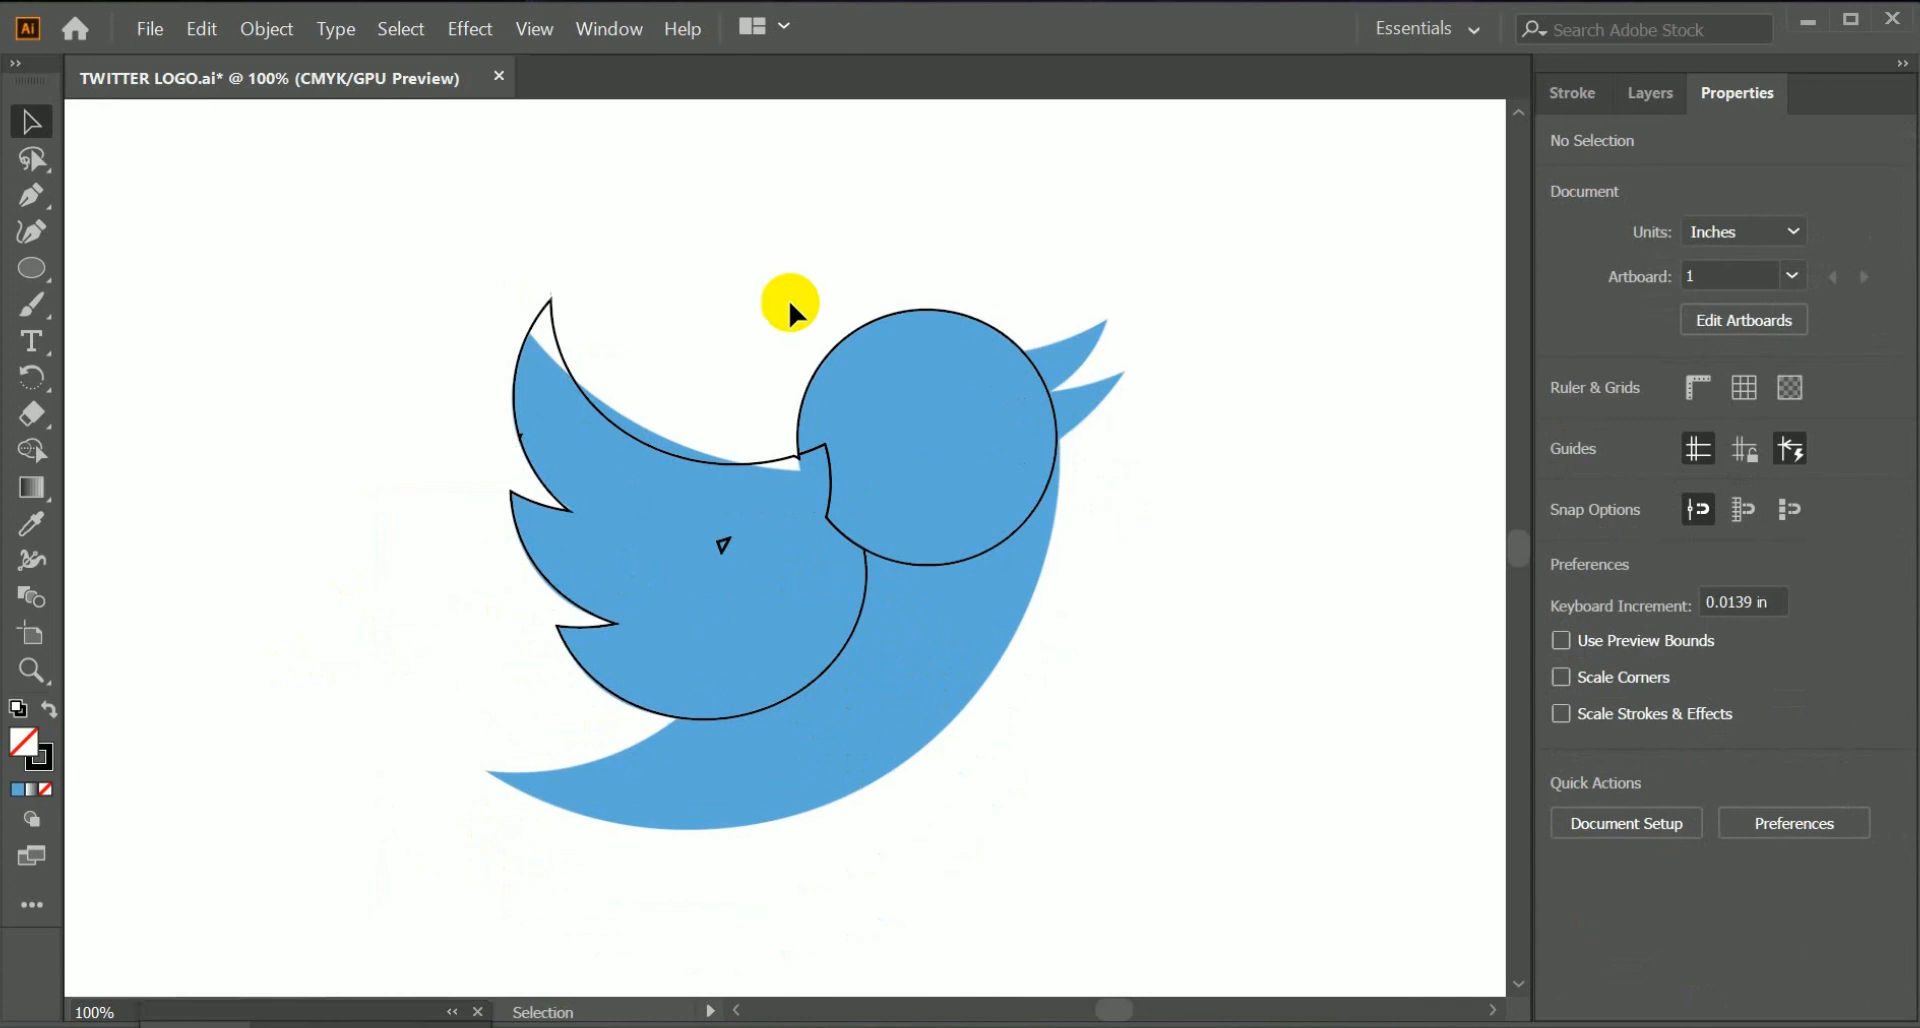 Ai File Edit Object Type Select Effect View Window Help Essentials Search Adobe Stock
TWITTER LOGO.ai* @ 100% (CMYK/GPU Preview)
Stroke Layers Properties
No Selection
Document
Units: Inches
Artboard: 1
Edit Artboards
Ruler & Grids
Guides
Snap Options
Preferences
Keyboard Increment: 0.0139 in
Use Preview Bounds
Scale Corners
Scale Strokes & Effects
Quick Actions
Document Setup Preferences
100% Selection